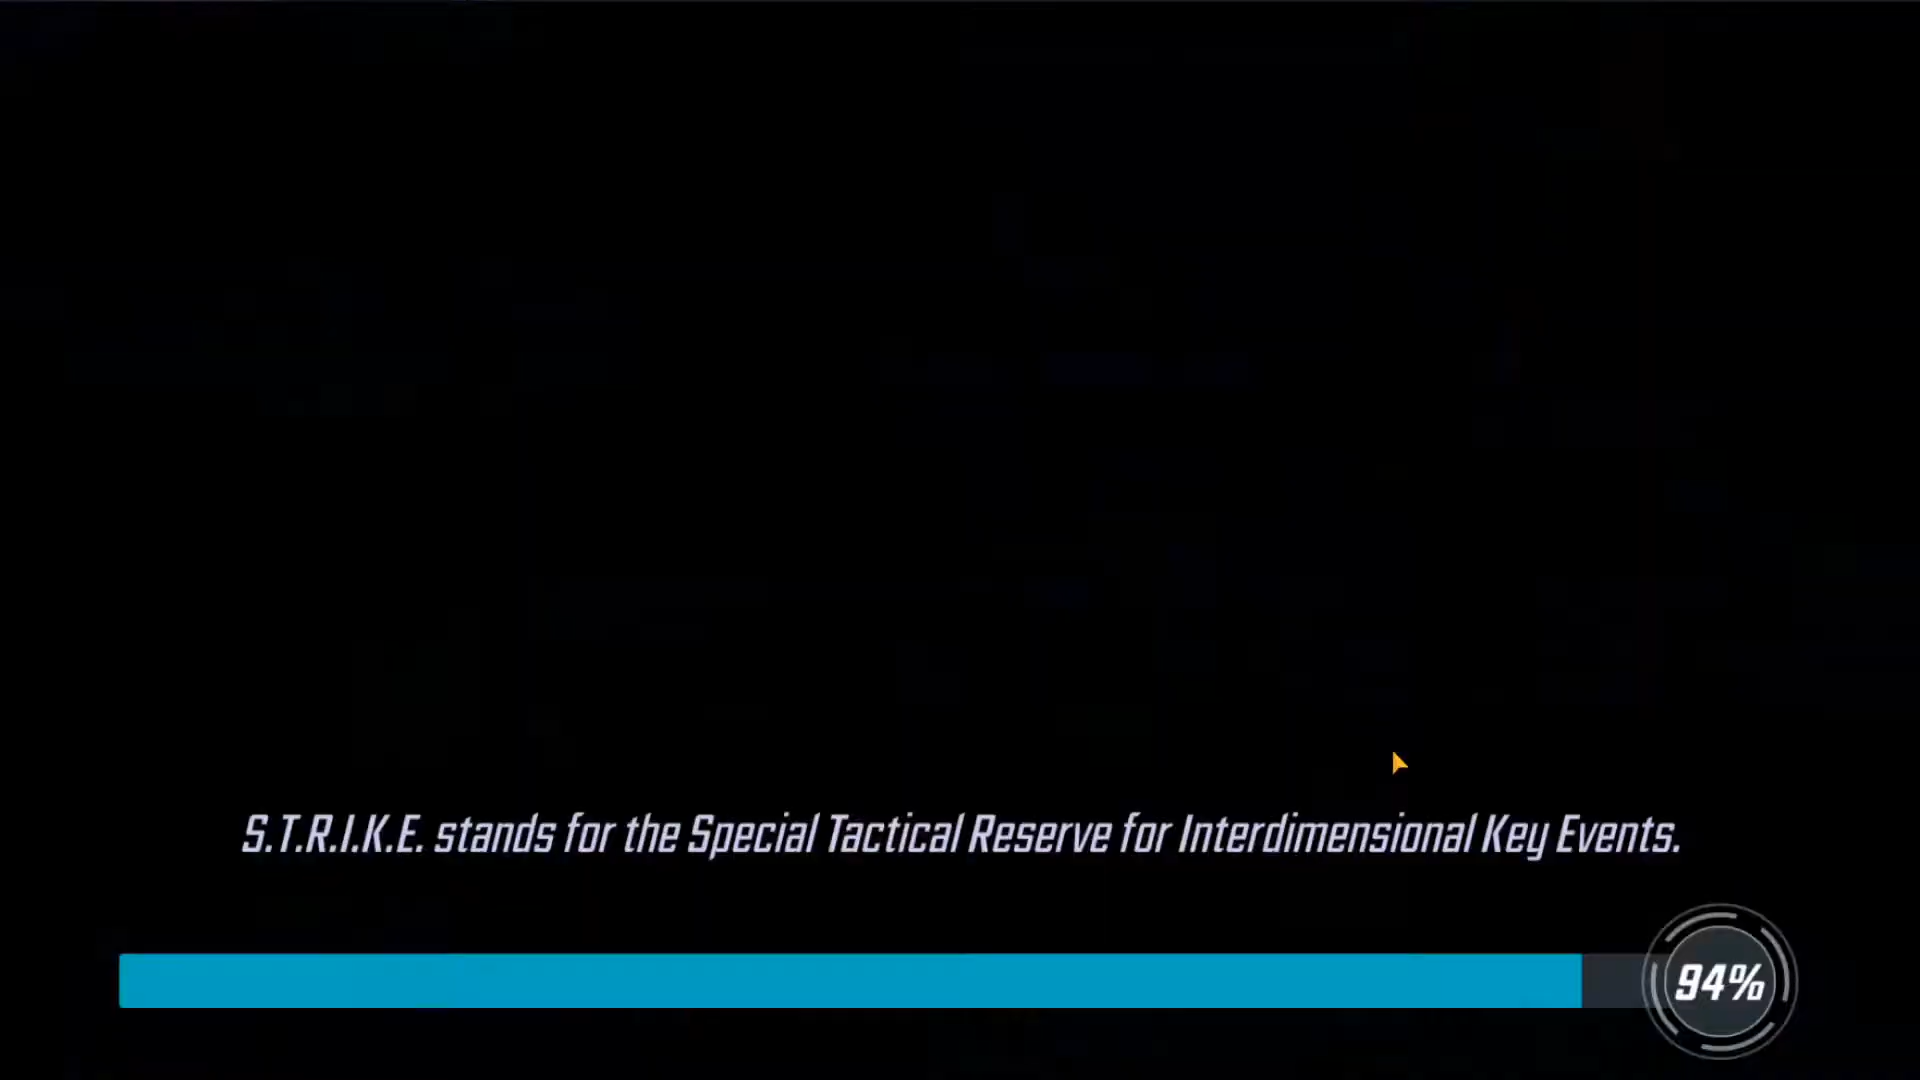 S.T.R.I.K.E. stands for the Special Tactical Reserve for Interdimensional Key Events.
94%